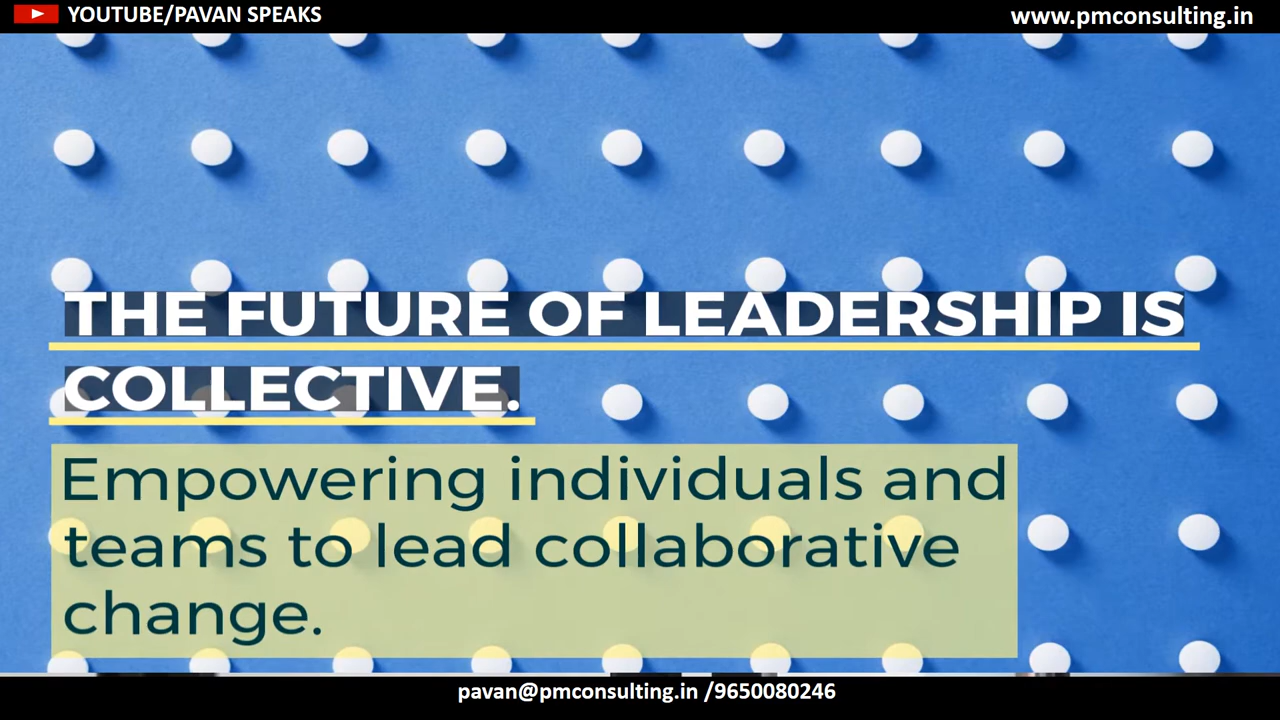 YOUTUBE/PAVAN SPEAKS
www.pmconsulting.in
THE FUTURE OF LEADERSHIP IS
COLLECTIVE.
Empowering individuals and
teams to lead collaborative
change.
pavan@pmconsulting.in /9650080246